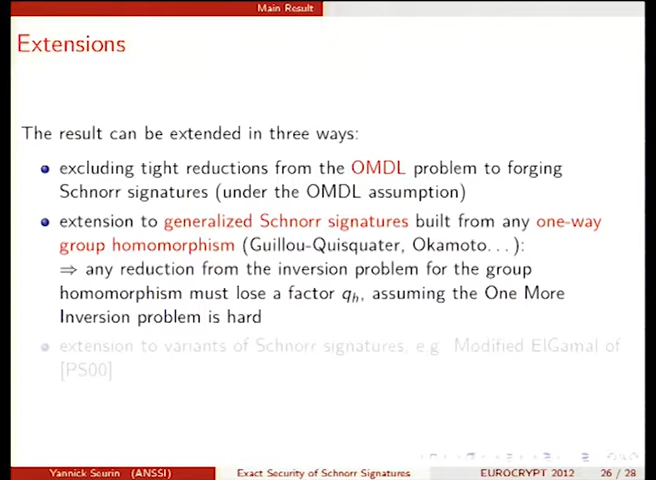 Main Result
Extensions
The result can be extended in three ways:
excluding tight reductions from the OMDL problem to forging
Schnorr signatures (under the OMDL assumption)
extension to generalized Schnorr signatures built from any one-way
group homomorphism (Guillou-Quisquater, Okamoto...):
⇒ any reduction from the inversion problem for the group
homomorphism must lose a factor qₕ, assuming the One More
Inversion problem is hard
extension to variants of Schnorr signatures, e.g. Modified ElGamal of
[PS00]
Yannick Seurin (ANSSI) Exact Security of Schnorr Signatures EUROCRYPT 2012 26 / 28